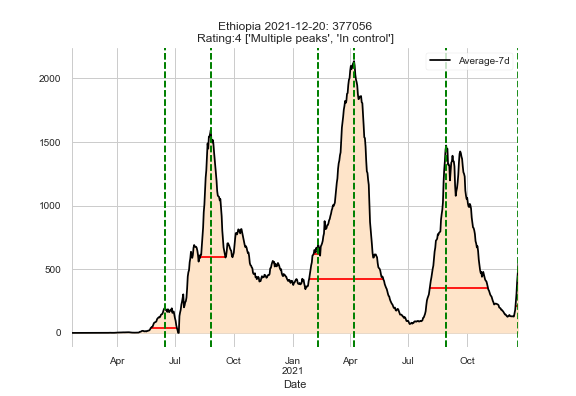 Ethiopia 2021-12-20: 377056
Rating:4 ['Multiple peaks', 'In control']
Average-7d
2000
1500
1000
500
0
Apr Jul Oct Jan Apr Jul Oct
2021
Date